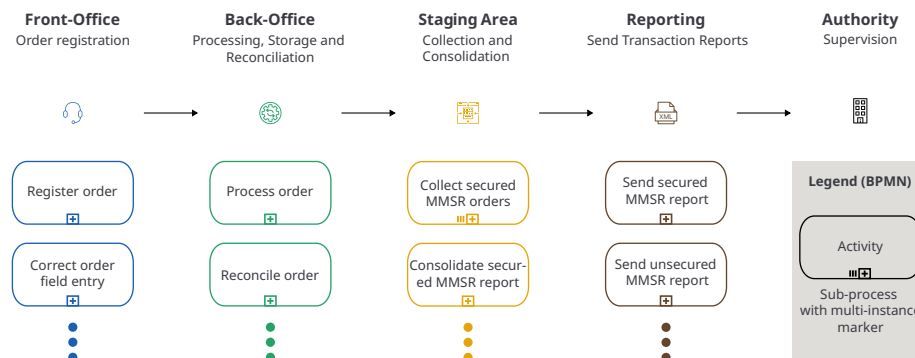 Front-Office
Order registration
Back-Office
Processing, Storage and
Reconciliation
Staging Area
Collection and
Consolidation
Reporting
Send Transaction Reports
Authority
Supervision
XML
Register order
Process order
Collect secured
MMSR orders
Send secured
MMSR report
Legend (BPMN)
Correct order
field entry
Reconcile order
Consolidate secur-
ed MMSR report
Send unsecured
MMSR report
Activity
Sub-process
with multi-instance
marker